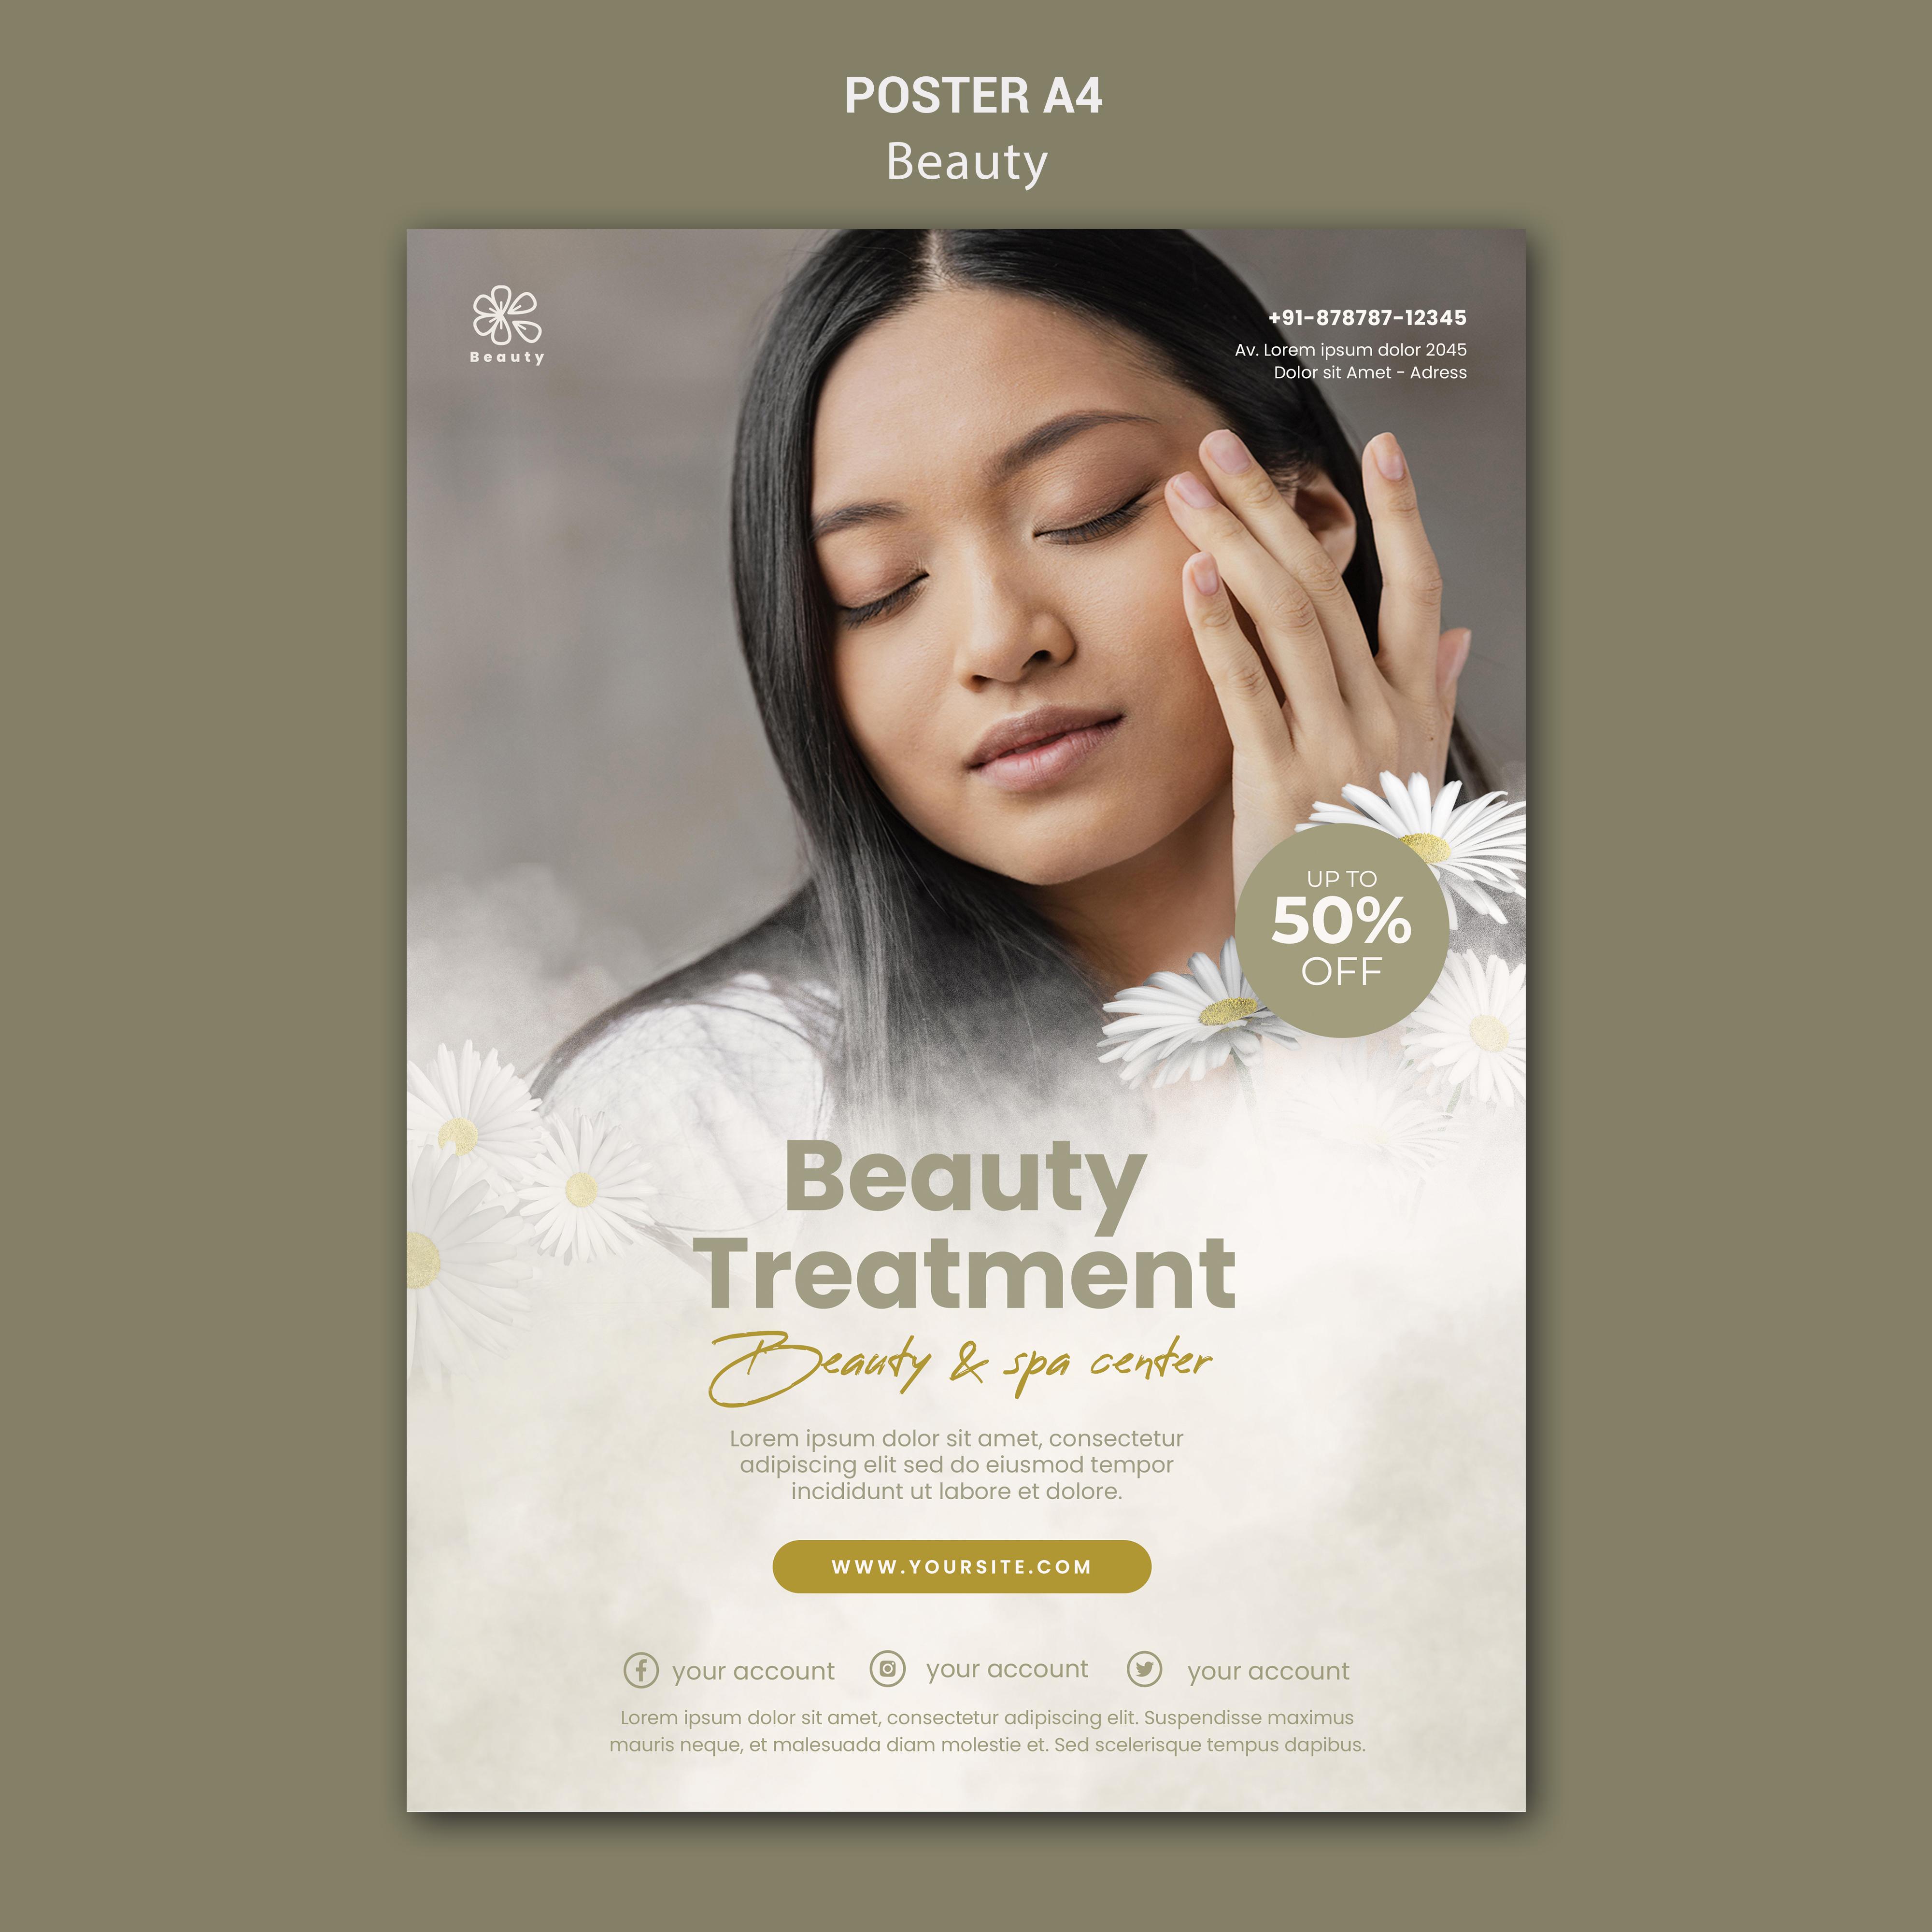 POSTER A4
Beauty
Beauty
+91-878787-12345
Av. Lorem ipsum dolor 2045
Dolor sit Amet - Adress
UP TO
50%
OFF
Beauty
Treatment
Beauty & spa center
Lorem ipsum dolor sit amet, consectetur
adipiscing elit sed do eiusmod tempor
incididunt ut labore et dolore.
WWW.YOURSITE.COM
your account your account your account
Lorem ipsum dolor sit amet, consectetur adipiscing elit. Suspendisse maximus
mauris neque, et malesuada diam molestie et. Sed scelerisque tempus dapibus.